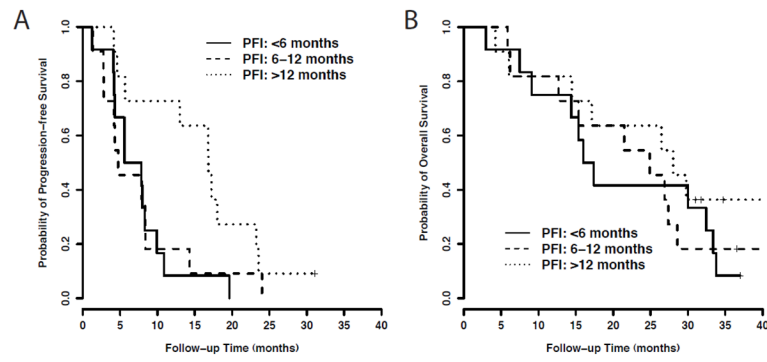 A
PFI: <6 months
PFI: 6–12 months
PFI: >12 months
Probability of Progression–free Survival
1.0
0.8
0.6
0.4
0.2
0.0
0 5 10 15 20 25 30 35 40
Follow-up Time (months)
B
Probability of Overall Survival
1.0
0.8
0.6
0.4
0.2
0.0
PFI: <6 months
PFI: 6–12 months
PFI: >12 months
0 5 10 15 20 25 30 35 40
Follow-up Time (months)